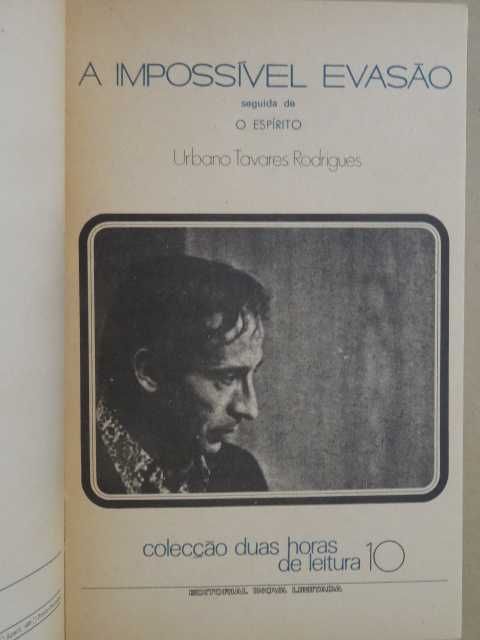 A IMPOSSÍVEL EVASÃO
seguida de
O ESPÍRITO
Urbano Tavares Rodrigues
colecção duas horas
de leitura 10
EDITORIAL INOVA LIMITADA